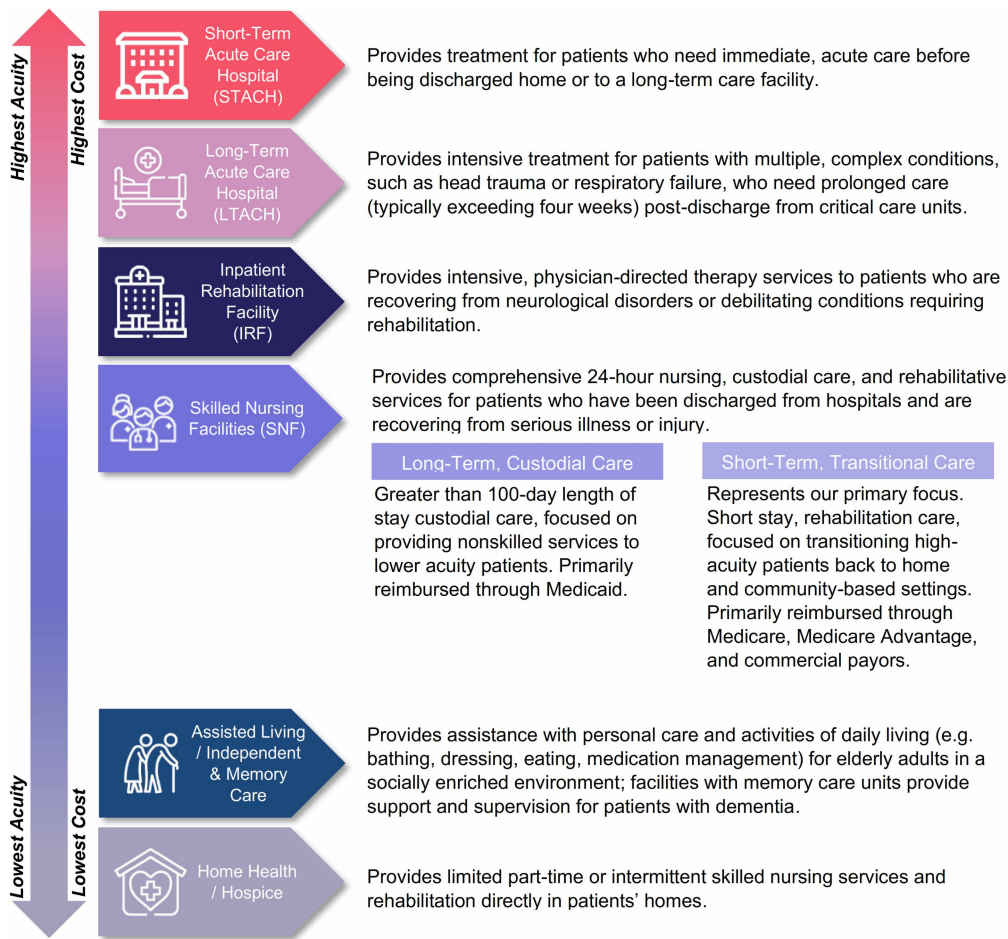 Highest Acuity
Highest Cost
Short-Term
Acute Care
Hospital
(STACH)
Provides treatment for patients who need immediate, acute care before
being discharged home or to a long-term care facility.
Long-Term
Acute Care
Hospital
(LTACH)
Provides intensive treatment for patients with multiple, complex conditions,
such as head trauma or respiratory failure, who need prolonged care
(typically exceeding four weeks) post-discharge from critical care units.
Inpatient
Rehabilitation
Facility
(IRF)
Provides intensive, physician-directed therapy services to patients who are
recovering from neurological disorders or debilitating conditions requiring
rehabilitation.
Skilled Nursing
Facilities (SNF)
Provides comprehensive 24-hour nursing, custodial care, and rehabilitative
services for patients who have been discharged from hospitals and are
recovering from serious illness or injury.
Long-Term, Custodial Care
Greater than 100-day length of
stay custodial care, focused on
providing nonskilled services to
lower acuity patients. Primarily
reimbursed through Medicaid.
Short-Term, Transitional Care
Represents our primary focus.
Short stay, rehabilitation care,
focused on transitioning high-
acuity patients back to home
and community-based settings.
Primarily reimbursed through
Medicare, Medicare Advantage,
and commercial payors.
Assisted Living
/ Independent
& Memory
Care
Provides assistance with personal care and activities of daily living (e.g.
bathing, dressing, eating, medication management) for elderly adults in a
socially enriched environment; facilities with memory care units provide
support and supervision for patients with dementia.
Lowest Acuity
Lowest Cost
Home Health
/ Hospice
Provides limited part-time or intermittent skilled nursing services and
rehabilitation directly in patients’ homes.